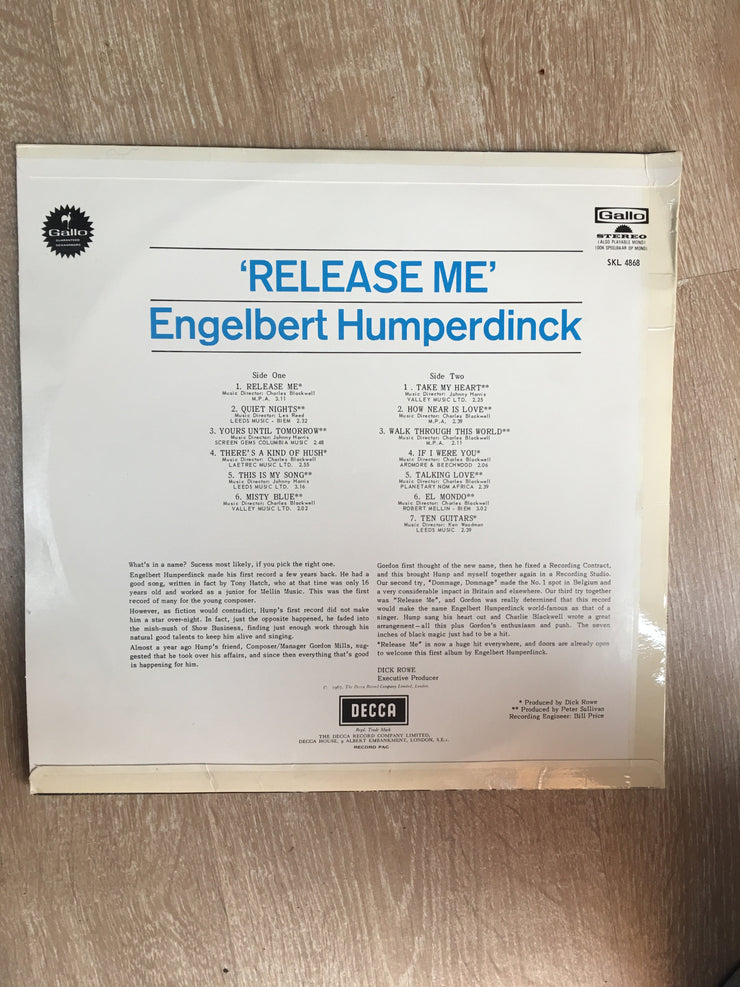 Gallo
GUARANTEED
GEWAARBORG
Gallo
STEREO
(ALSO PLAYABLE MONO)
(OOK SPEELBAAR OP MONO)
SKL 4868
'RELEASE ME'
Engelbert Humperdinck
Side One
1. RELEASE ME*
Music Director: Charles Blackwell
M.P.A. 3.11
2. QUIET NIGHTS**
Music Director: Les Reed
LEEDS MUSIC - BIEM 2.32
3. YOURS UNTIL TOMORROW**
Music Director: Johnny Harris
SCREEN GEMS COLUMBIA MUSIC 2.48
4. THERE'S A KIND OF HUSH*
Music Director: Charles Blackwell
LAETREC MUSIC LTD. 2.55
5. THIS IS MY SONG**
Music Director: Johnny Harris
LEEDS MUSIC 3.16
6. MISTY BLUE**
Music Director: Charles Blackwell
VALLEY MUSIC LTD. 2.02
Side Two
1 . TAKE MY HEART**
Music Director: Johnny Harris
VALLEY MUSIC LTD. 2.25
2. HOW NEAR IS LOVE**
Music Director: Charles Blackwell
M.P.A. 2.39
3. WALK THROUGH THIS WORLD**
Music Director: Charles Blackwell
M.P.A. 2.11
4. IF I WERE YOU*
Music Director: Charles Blackwell
ARDMORE & BEECHWOOD 2.06
5. TALKING LOVE**
Music Director: Charles Blackwell
PLANETARY NOM AFRICA 2.39
6. EL MONDO**
Music Director: Charles Blackwell
ROBERT MELLIN - BIEM 3.02
7. TEN GUITARS*
Music Director: Ken Woodman
LEEDS MUSIC 2.39
What's in a name? Sucess most likely, if you pick the right one.
Engelbert Humperdinck made his first record a few years back. He had a
good song, written in fact by Tony Hatch, who at that time was only 16
years old and worked as a junior for Mellin Music. This was the first
record of many for the young composer.
However, as fiction would contradict, Hump's first record did not make
him a star over-night. In fact, just the opposite happened, he faded into
the mish-mush of Show Business, finding just enough work through his
natural good talents to keep him alive and singing.
Almost a year ago Hump's friend, Composer/Manager Gordon Mills, sug-
gested that he took over his affairs, and since then everything that's good
is happening for him.
Gordon first thought of the new name, then he fixed a Recording Contract,
and this brought Hump and myself together again in a Recording Studio.
Our second try, "Dommage, Dommage" made the No. 1 spot in Belgium and
a very considerable impact in Britain and elsewhere. Our third try together
was "Release Me", and Gordon was really determined that this record
would make the name Engelbert Humperdinck world-famous as that of a
singer. Hump sang his heart out and Charlie Blackwell wrote a great
arrangement—all this plus Gordon's enthusiasm and push. The seven
inches of black magic just had to be a hit.
"Release Me" is now a huge hit everywhere, and doors are already open
to welcome this first album by Engelbert Humperdinck.
DICK ROWE
Executive Producer
℗ 1967, The Decca Record Company Limited, London.
DECCA
Regd. Trade Mark
THE DECCA RECORD COMPANY LIMITED,
DECCA HOUSE, 9 ALBERT EMBANKMENT, LONDON, S.E.1.
RECORD PAC
* Produced by Dick Rowe
** Produced by Peter Sullivan
Recording Engineer: Bill Price